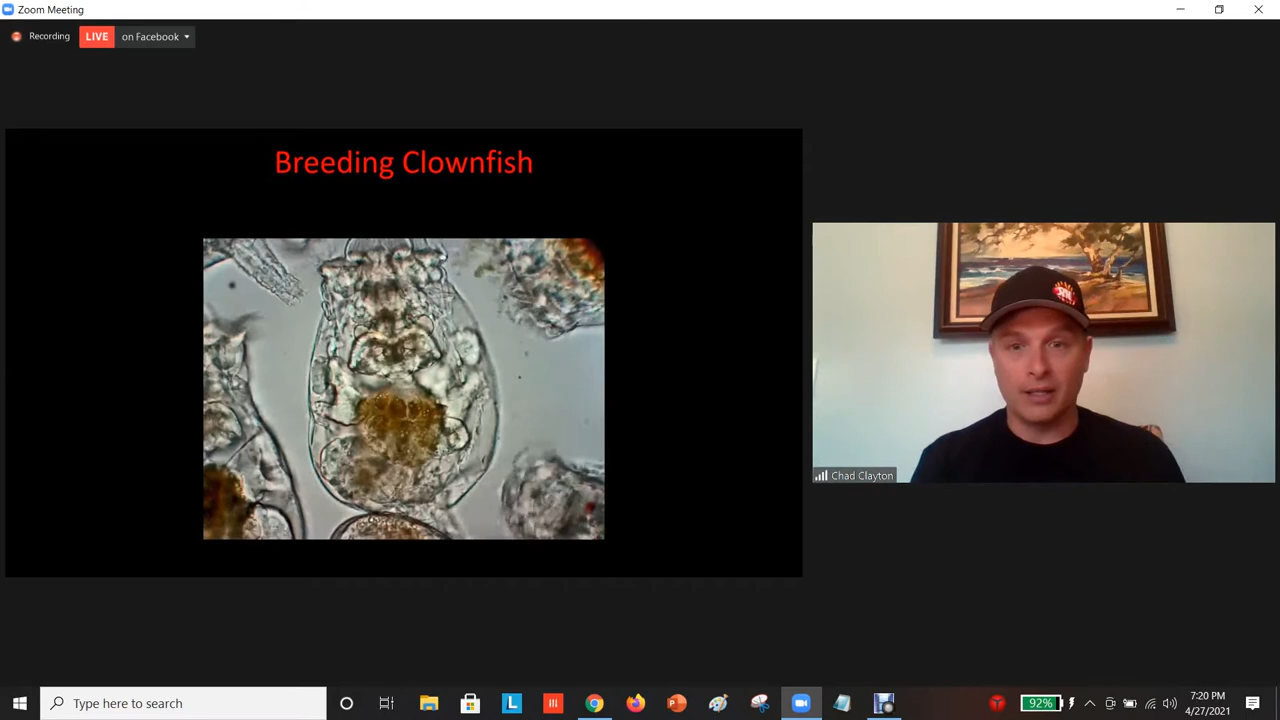 Zoom Meeting
Recording
LIVE on Facebook
Breeding Clownfish
Chad Clayton
Type here to search
92%
7:20 PM
4/27/2021